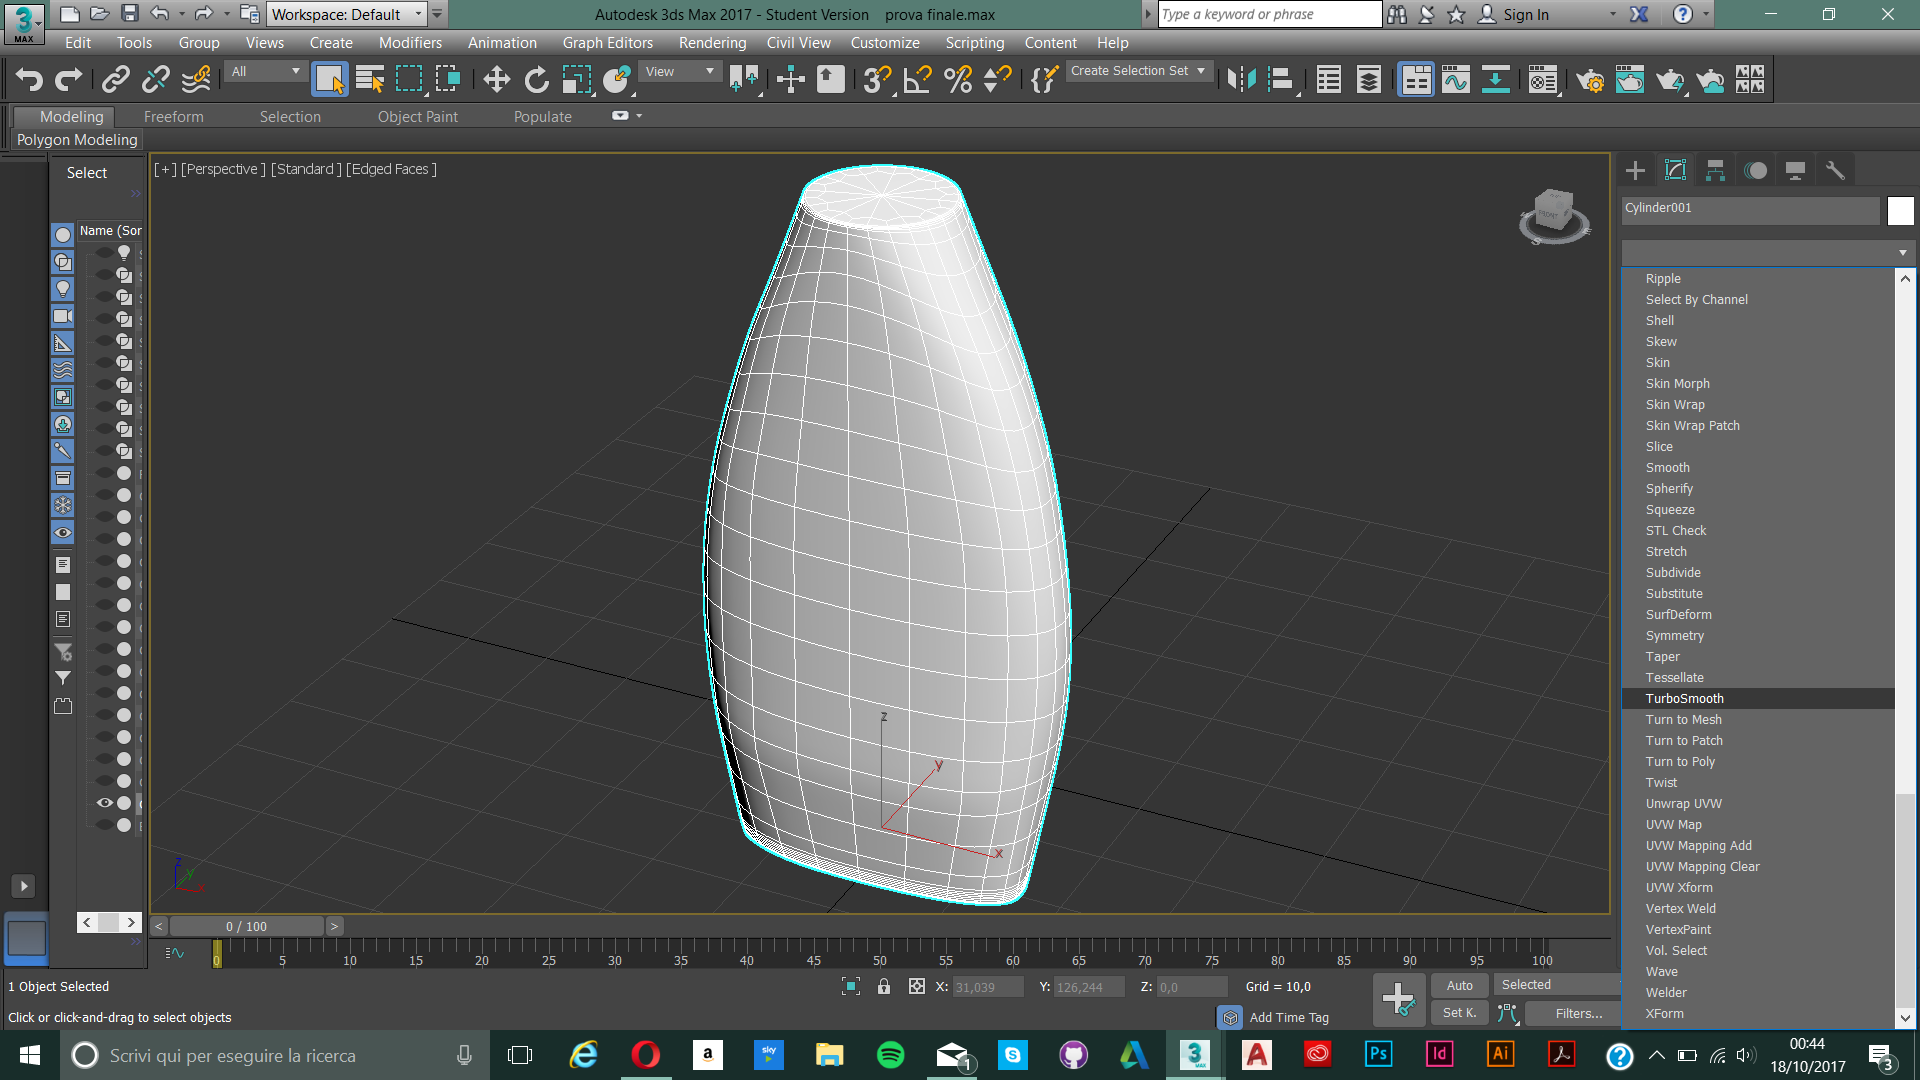 Workspace: Default
Autodesk 3ds Max 2017 - Student Version    prova finale.max
Type a keyword or phrase
Sign In
MAX
Edit Tools Group Views Create Modifiers Animation Graph Editors Rendering Civil View Customize Scripting Content Help
All
View
Create Selection Set
Modeling Freeform Selection Object Paint Populate
Polygon Modeling
Select
[ + ] [Perspective ] [Standard ] [Edged Faces ]
Name (Sor
FRONT
Cylinder001
Ripple
Select By Channel
Shell
Skew
Skin
Skin Morph
Skin Wrap
Skin Wrap Patch
Slice
Smooth
Spherify
Squeeze
STL Check
Stretch
Subdivide
Substitute
SurfDeform
Symmetry
Taper
Tessellate
TurboSmooth
Turn to Mesh
Turn to Patch
Turn to Poly
Twist
Unwrap UVW
UVW Map
UVW Mapping Add
UVW Mapping Clear
UVW Xform
Vertex Weld
VertexPaint
Vol. Select
Wave
Welder
XForm
z
y
x
z
y
x
< 0 / 100 >
0 5 10 15 20 25 30 35 40 45 50 55 60 65 70 75 80 85 90 95 100
1 Object Selected
X: 31,039 Y: 126,244 Z: 0,0 Grid = 10,0
Auto Selected
Click or click-and-drag to select objects
Add Time Tag
Set K. Filters...
Scrivi qui per eseguire la ricerca
00:44
18/10/2017
3